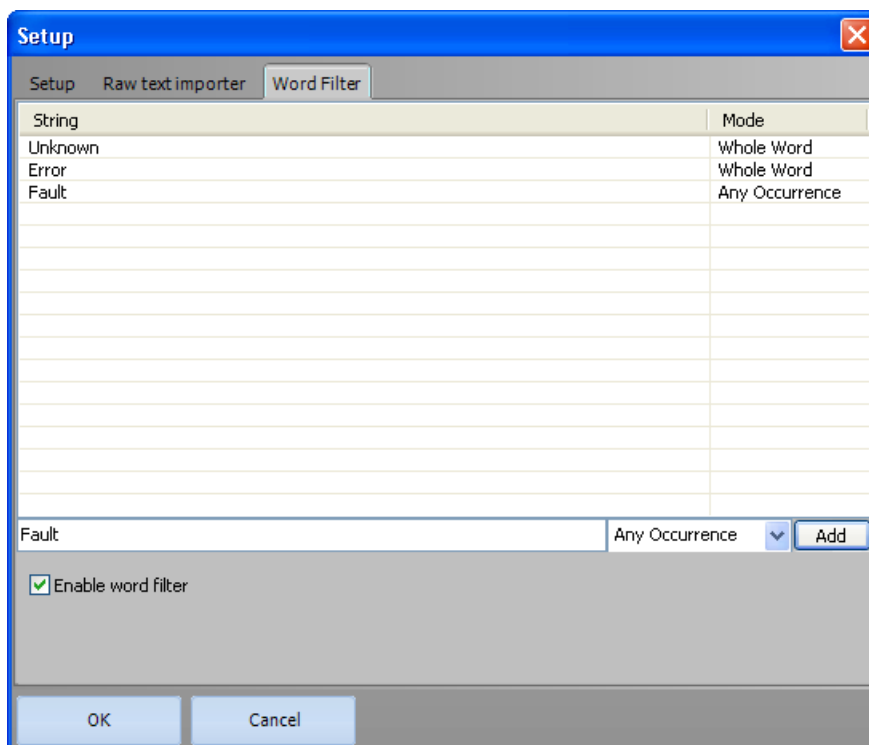 Setup
Setup Raw text importer Word Filter
String Mode
Unknown Whole Word
Error Whole Word
Fault Any Occurrence
Fault Any Occurrence Add
Enable word filter
OK Cancel